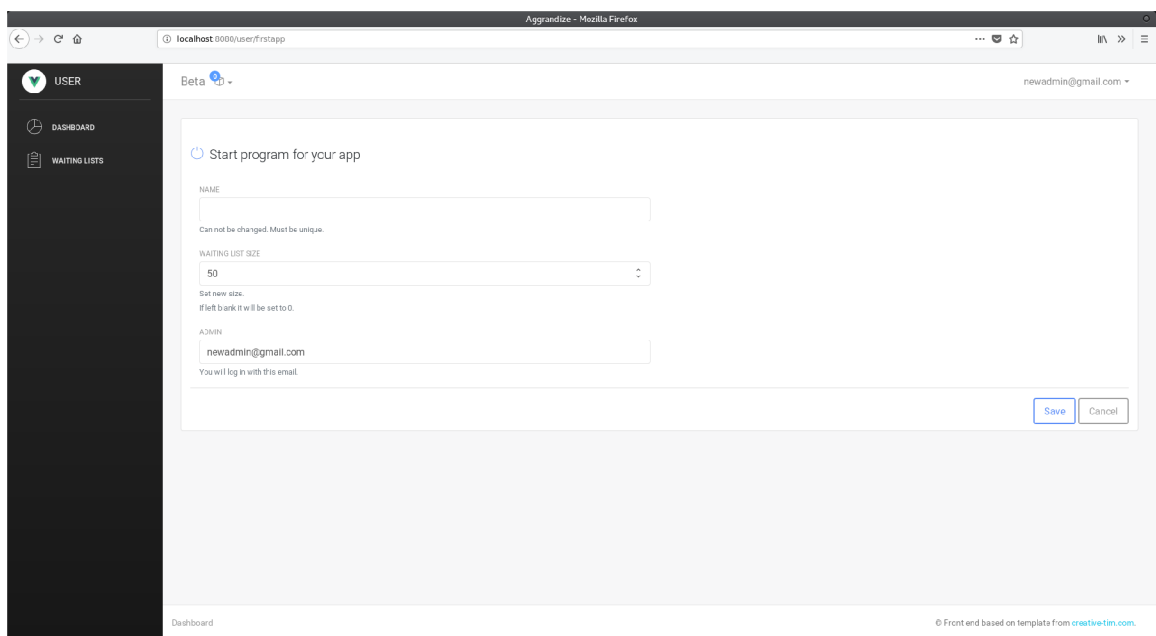 Aggrandize - Mozilla Firefox
localhost:8080/user/firstapp
USER
Beta 3
newadmin@gmail.com
DASHBOARD
WAITING LISTS
Start program for your app
NAME
Can not be changed. Must be unique.
WAITING LIST SIZE
50
Set new size.
If left blank it will be set to 0.
ADMIN
newadmin@gmail.com
You will log in with this email.
Save Cancel
Dashboard
© Front end based on template from creative-tim.com.